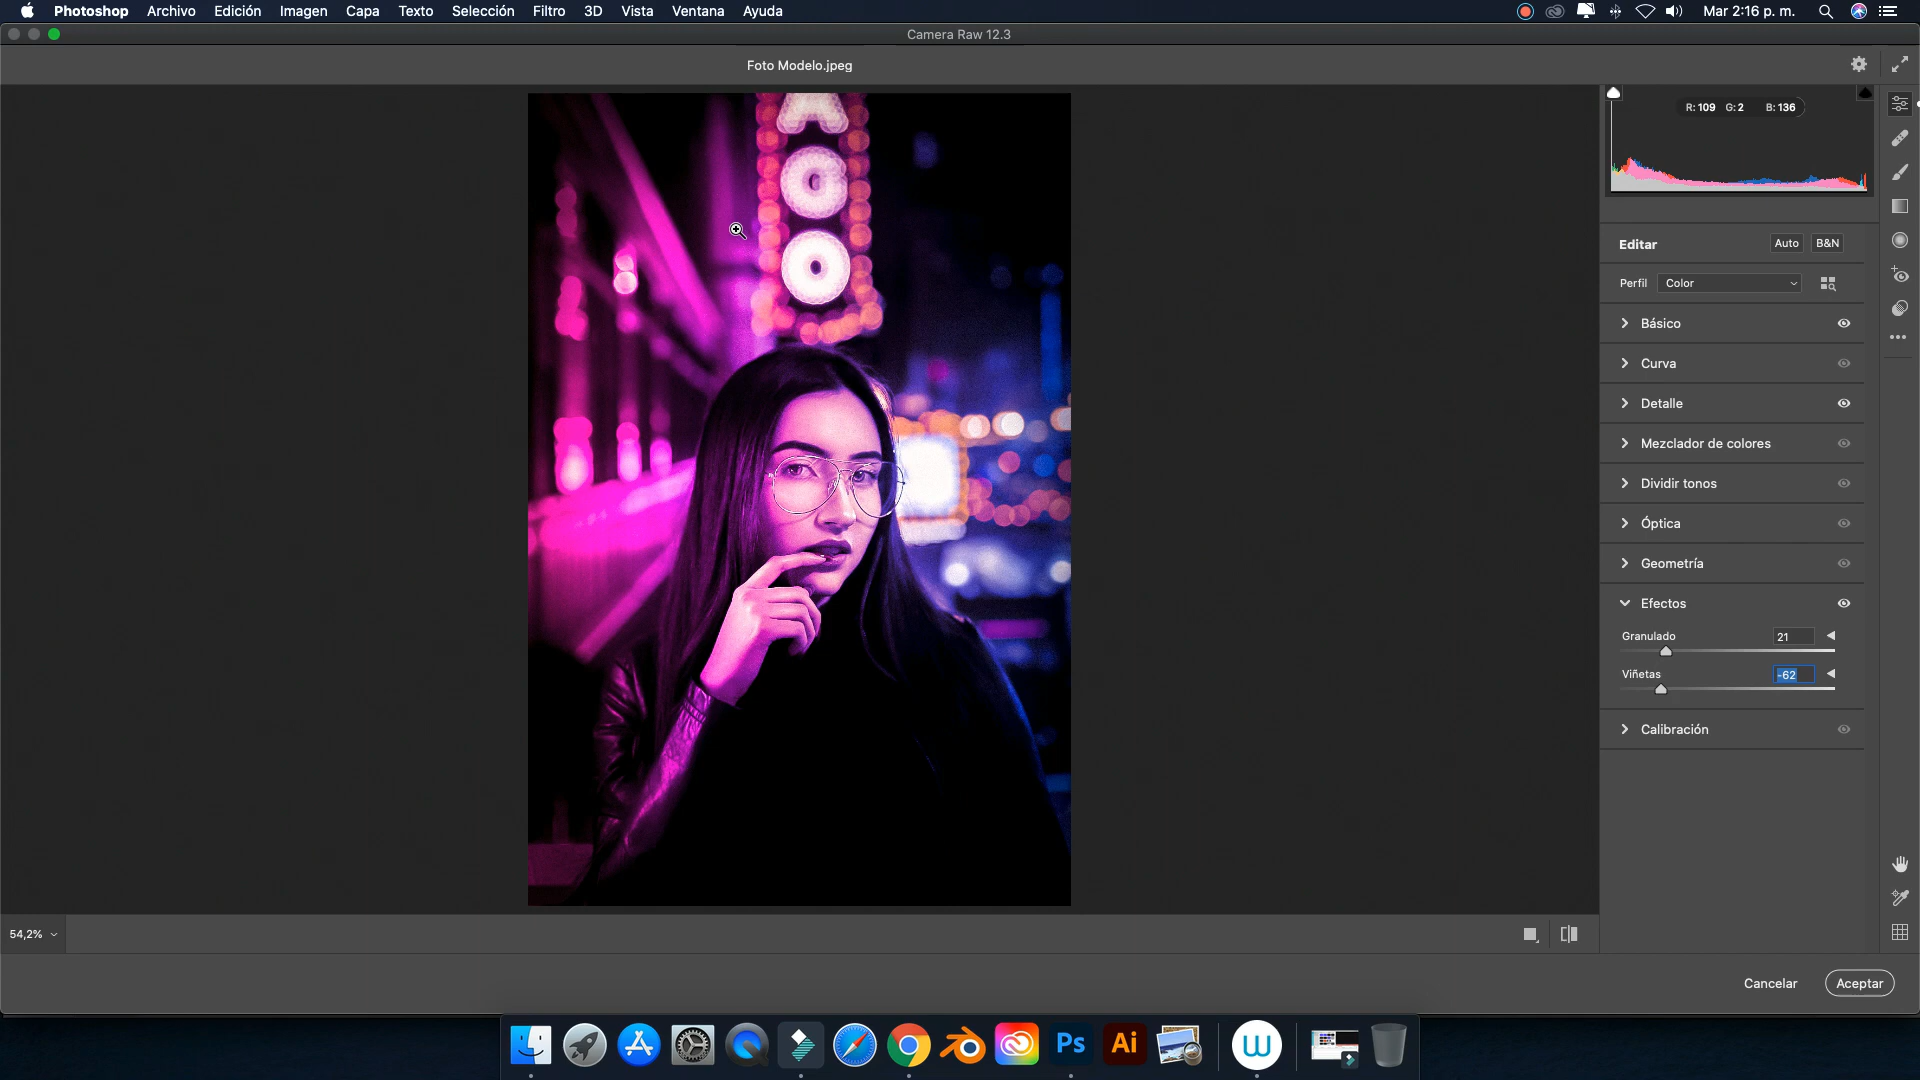 Photoshop Archivo Edición Imagen Capa Texto Selección Filtro 3D Vista Ventana Ayuda Mar 2:16 p. m.
Camera Raw 12.3
Foto Modelo.jpeg
R: 109 G: 2 B: 136
Editar Auto B&N
Perfil Color
Básico
Curva
Detalle
Mezclador de colores
Dividir tonos
Óptica
Geometría
Efectos
Granulado 21
Viñetas -62
Calibración
A
C
O
54,2%
Cancelar Aceptar
Ps Ai